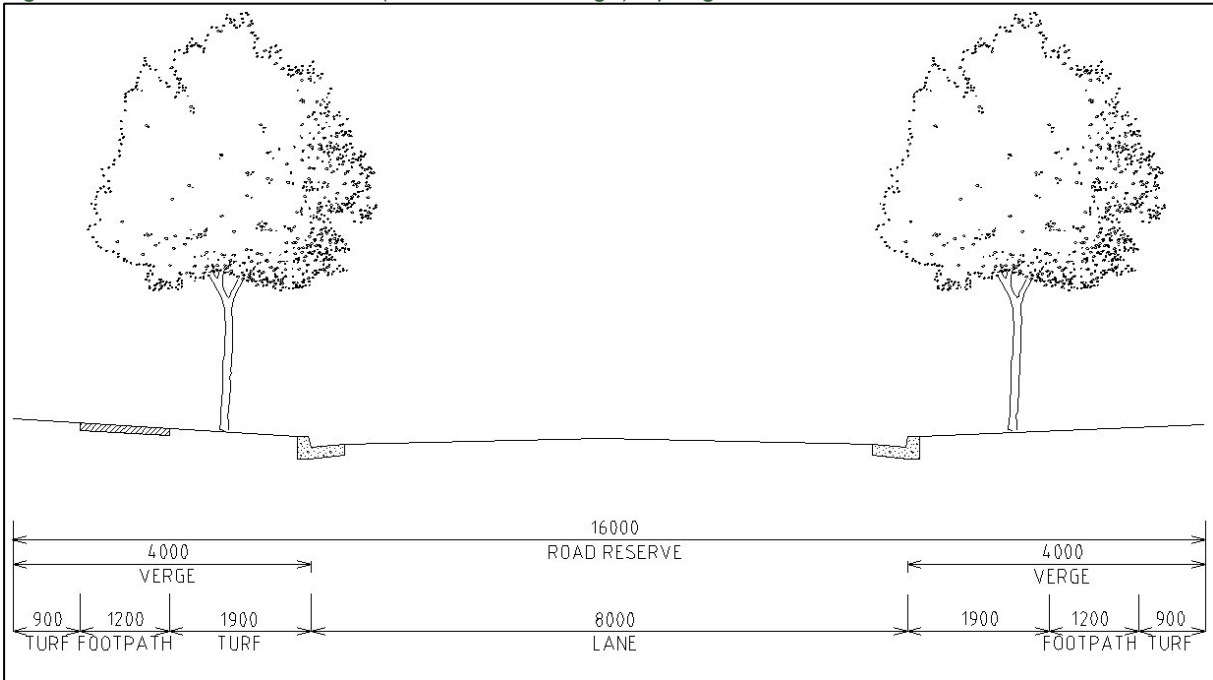 16000
ROAD RESERVE
4000 4000
VERGE VERGE
900 1200 1900 8000 1900 1200 900
TURF FOOTPATH TURF LANE FOOTPATH TURF